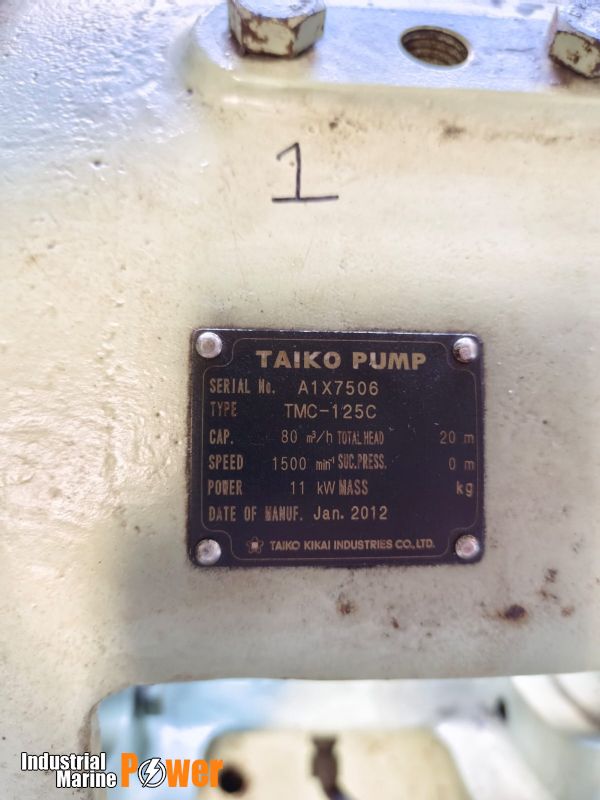 1
TAIKO PUMP
SERIAL No. A1X7506
TYPE TMC-125C
CAP. 80 m³/h TOTAL HEAD 20 m
SPEED 1500 min⁻¹ SUC.PRESS. 0 m
POWER 11 kW MASS kg
DATE OF MANUF. Jan. 2012
TAIKO KIKAI INDUSTRIES CO.,LTD.
Industrial
Marine Power